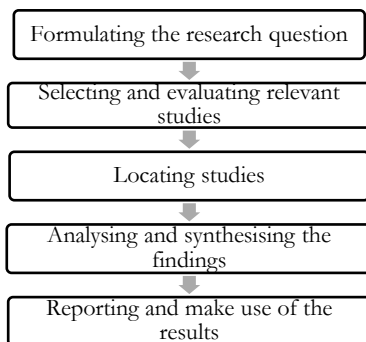 Formulating the research question
Selecting and evaluating relevant
studies
Locating studies
Analysing and synthesising the
findings
Reporting and make use of the
results